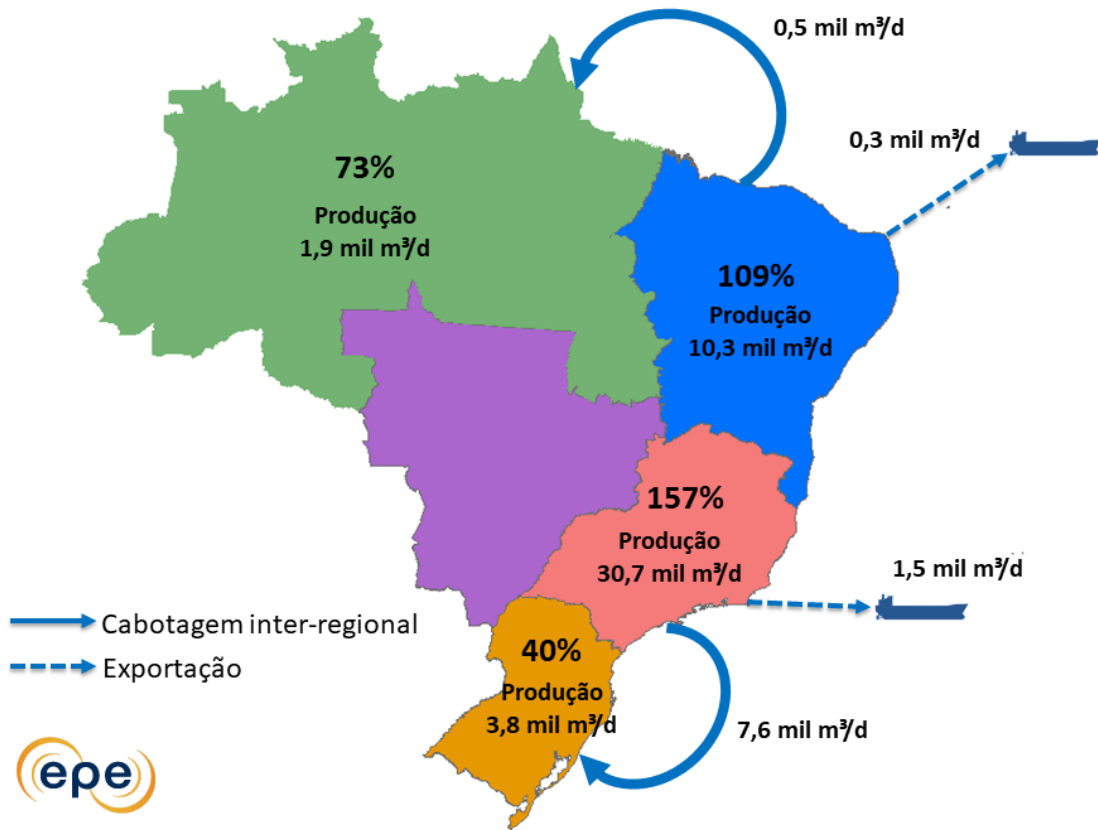 0,5 mil m³/d
0,3 mil m³/d
73%
Produção
1,9 mil m³/d
109%
Produção
10,3 mil m³/d
157%
Produção
30,7 mil m³/d
1,5 mil m³/d
Cabotagem inter-regional
Exportação
40%
Produção
3,8 mil m³/d
7,6 mil m³/d
epe